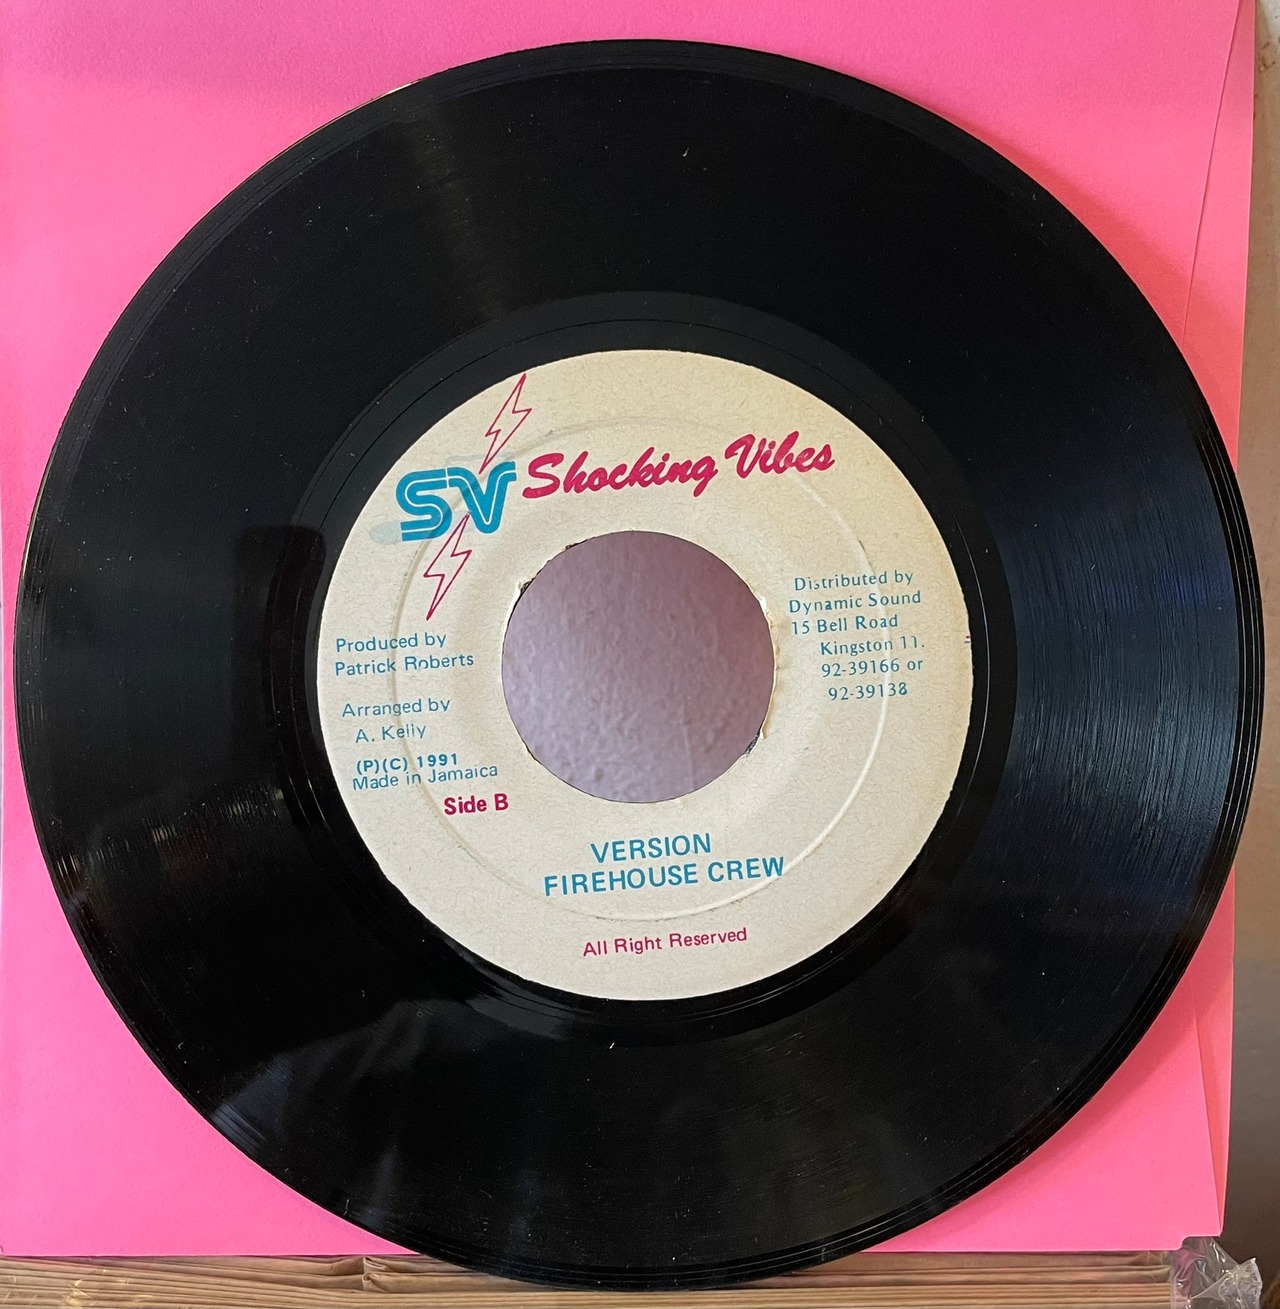 SV Shocking Vibes
Produced by
Patrick Roberts
Arranged by
A. Kelly
(P)(C) 1991
Made in Jamaica
Side B
Distributed by
Dynamic Sound
15 Bell Road
Kingston 11.
92-39166 or
92-39138
VERSION
FIREHOUSE CREW
All Right Reserved